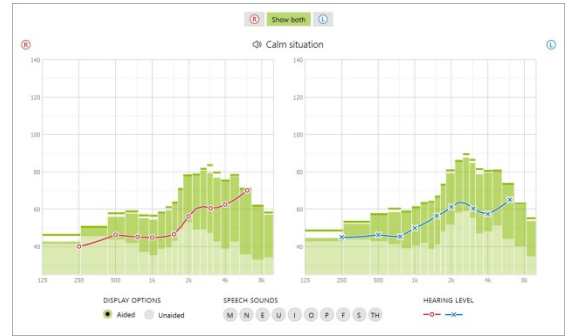 R Show both L
R Calm situation L
140 140
120 120
100 100
80 80
60 60
40 40
125 250 500 1k 2k 4k 8k 125 250 500 1k 2k 4k 8k
DISPLAY OPTIONS SPEECH SOUNDS HEARING LEVEL
Aided Unaided M N E U I O P F S TH